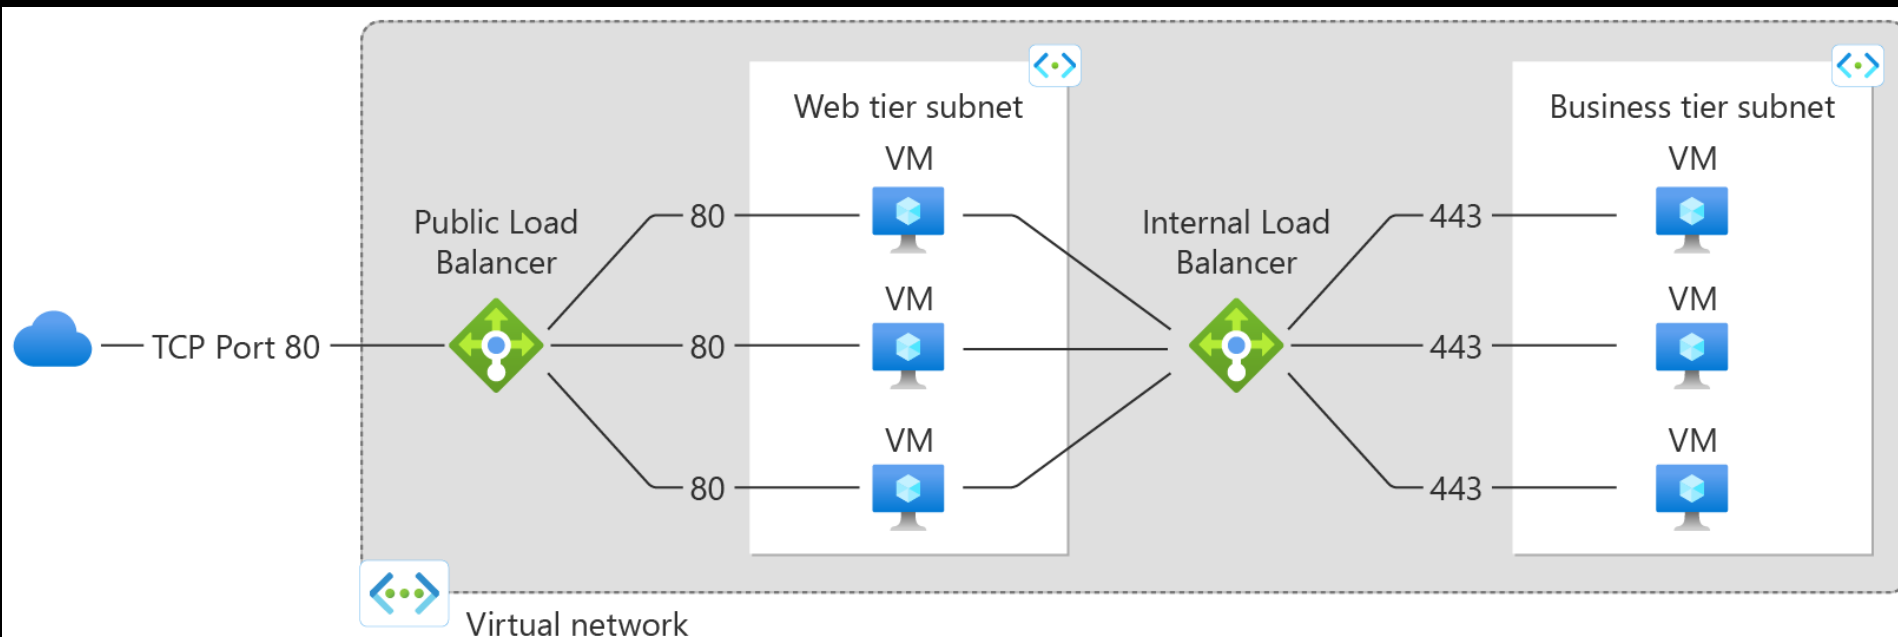 Web tier subnet
Business tier subnet
VM
VM
Public Load
Balancer
80
Internal Load
Balancer
443
VM
VM
TCP Port 80
80
443
VM
VM
80
443
Virtual network